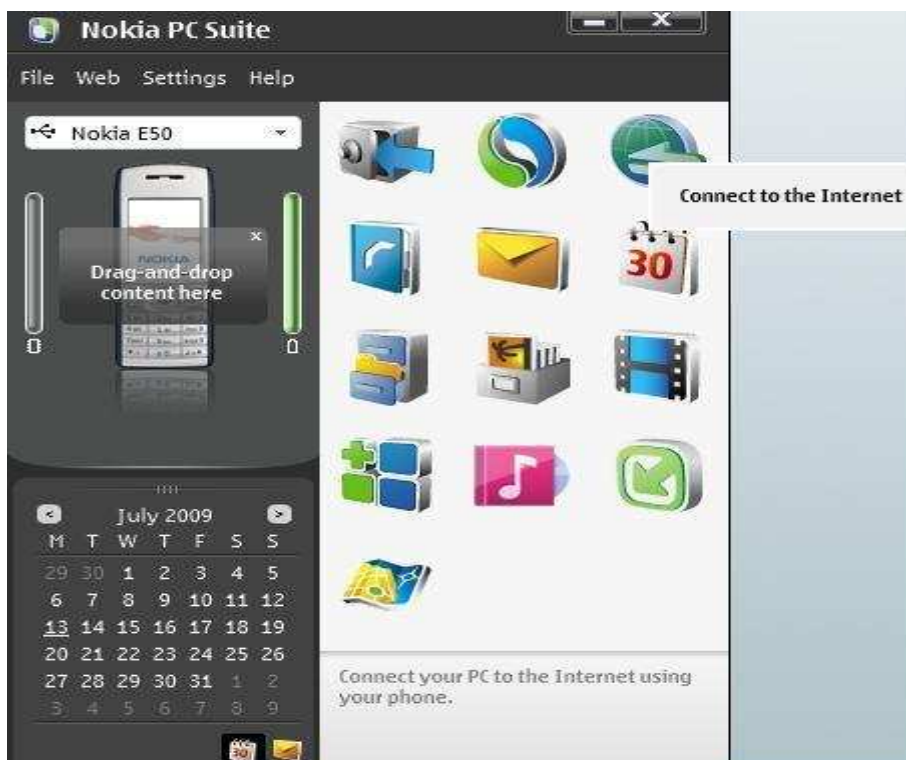 Nokia PC Suite
File Web Settings Help
Nokia E50
NOKIA
Drag-and-drop
content here
x
Connect to the Internet
30
July 2009
M T W T F S S
29 30 1 2 3 4 5
6 7 8 9 10 11 12
13 14 15 16 17 18 19
20 21 22 23 24 25 26
27 28 29 30 31 1 2
3 4 5 6 7 8 9
30
Connect your PC to the Internet using
your phone.